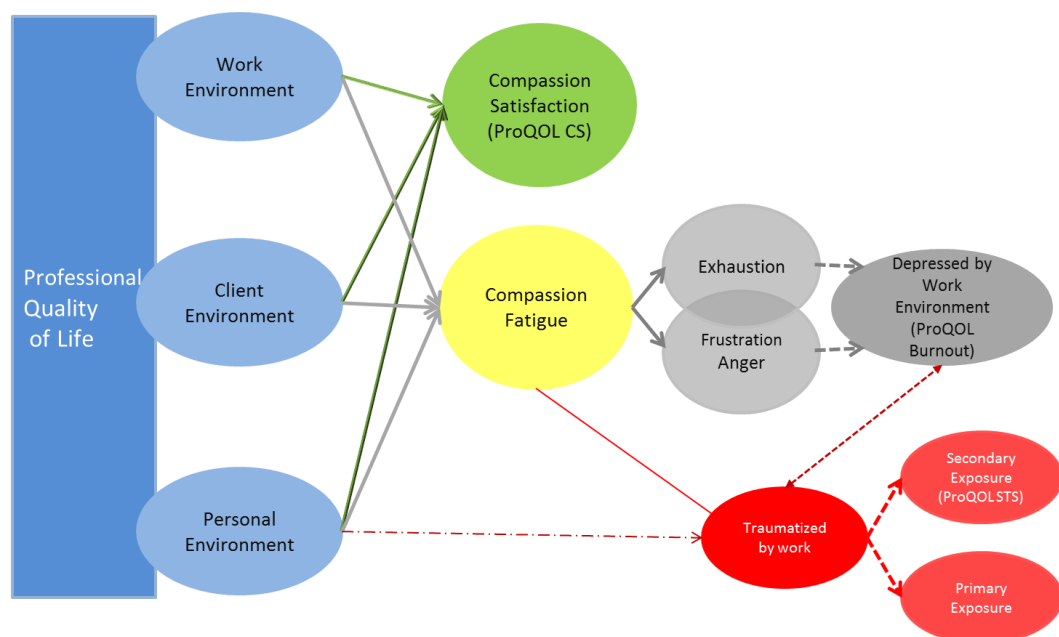 Professional
Quality
of Life
Work
Environment
Client
Environment
Personal
Environment
Compassion
Satisfaction
(ProQOL CS)
Compassion
Fatigue
Exhaustion
Frustration
Anger
Depressed by
Work
Environment
(ProQOL
Burnout)
Traumatized
by work
Secondary
Exposure
(ProQOL STS)
Primary
Exposure